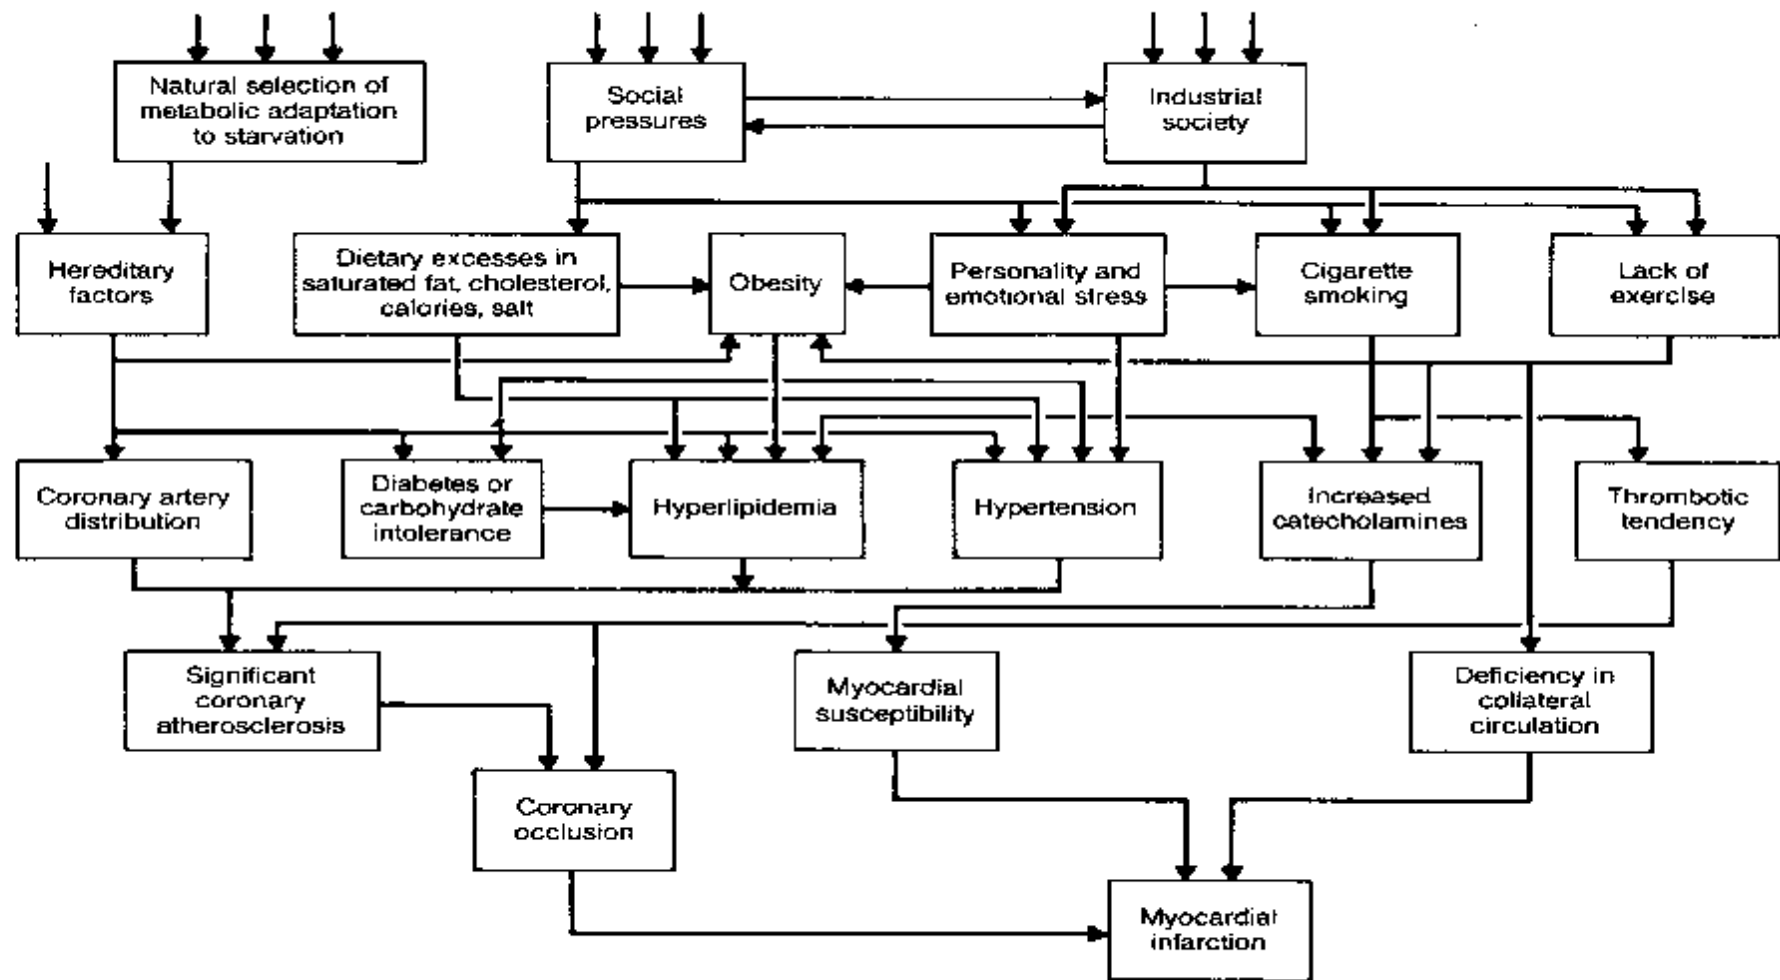 Natural selection of
metabolic adaptation
to starvation
Social
pressures
Industrial
society
Hereditary
factors
Dietary excesses in
saturated fat, cholesterol,
calories, salt
Obesity
Personality and
emotional stress
Cigarette
smoking
Lack of
exercise
Coronary artery
distribution
Diabetes or
carbohydrate
intolerance
Hyperlipidemia
Hypertension
Increased
catecholamines
Thrombotic
tendency
Significant
coronary
atherosclerosis
Myocardial
susceptibility
Deficiency in
collateral
circulation
Coronary
occlusion
Myocardial
infarction